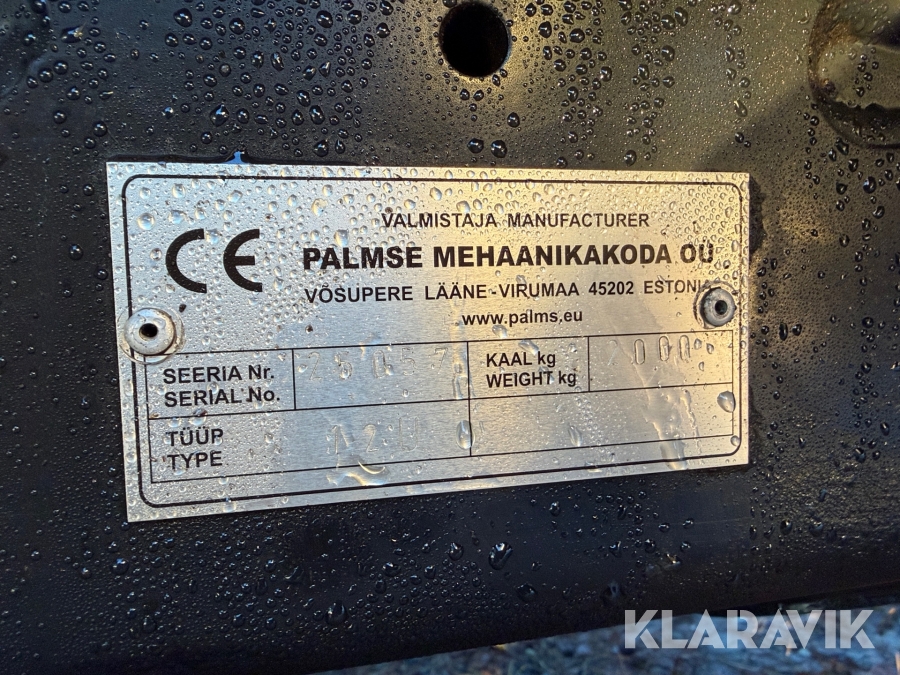 VALMISTAJA MANUFACTURER
CE PALMSE MEHAANIKAKODA OÜ
VÕSUPERE LÄÄNE-VIRUMAA 45202 ESTONIA
www.palms.eu
SEERIA Nr.
SERIAL No.
KAAL kg 2000
WEIGHT kg
TÜÜP
TYPE
KLARAVIK